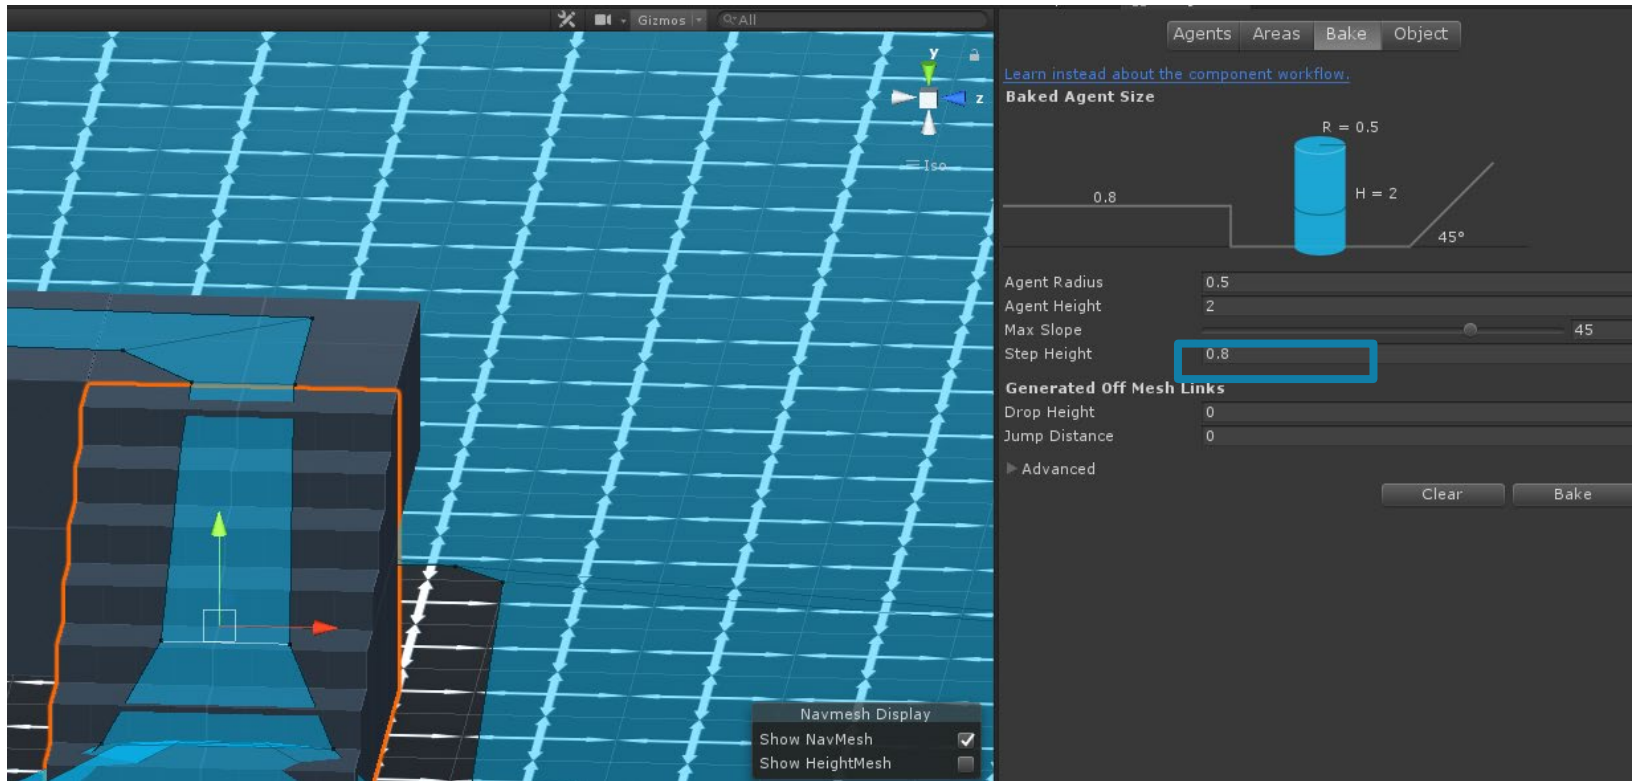 Gizmos
All
y
z
Iso
Navmesh Display
Show NavMesh
Show HeightMesh
Agents Areas Bake Object
Learn instead about the component workflow.
Baked Agent Size
R = 0.5
0.8
H = 2
45°
Agent Radius 0.5
Agent Height 2
Max Slope 45
Step Height 0.8
Generated Off Mesh Links
Drop Height 0
Jump Distance 0
Advanced
Clear Bake